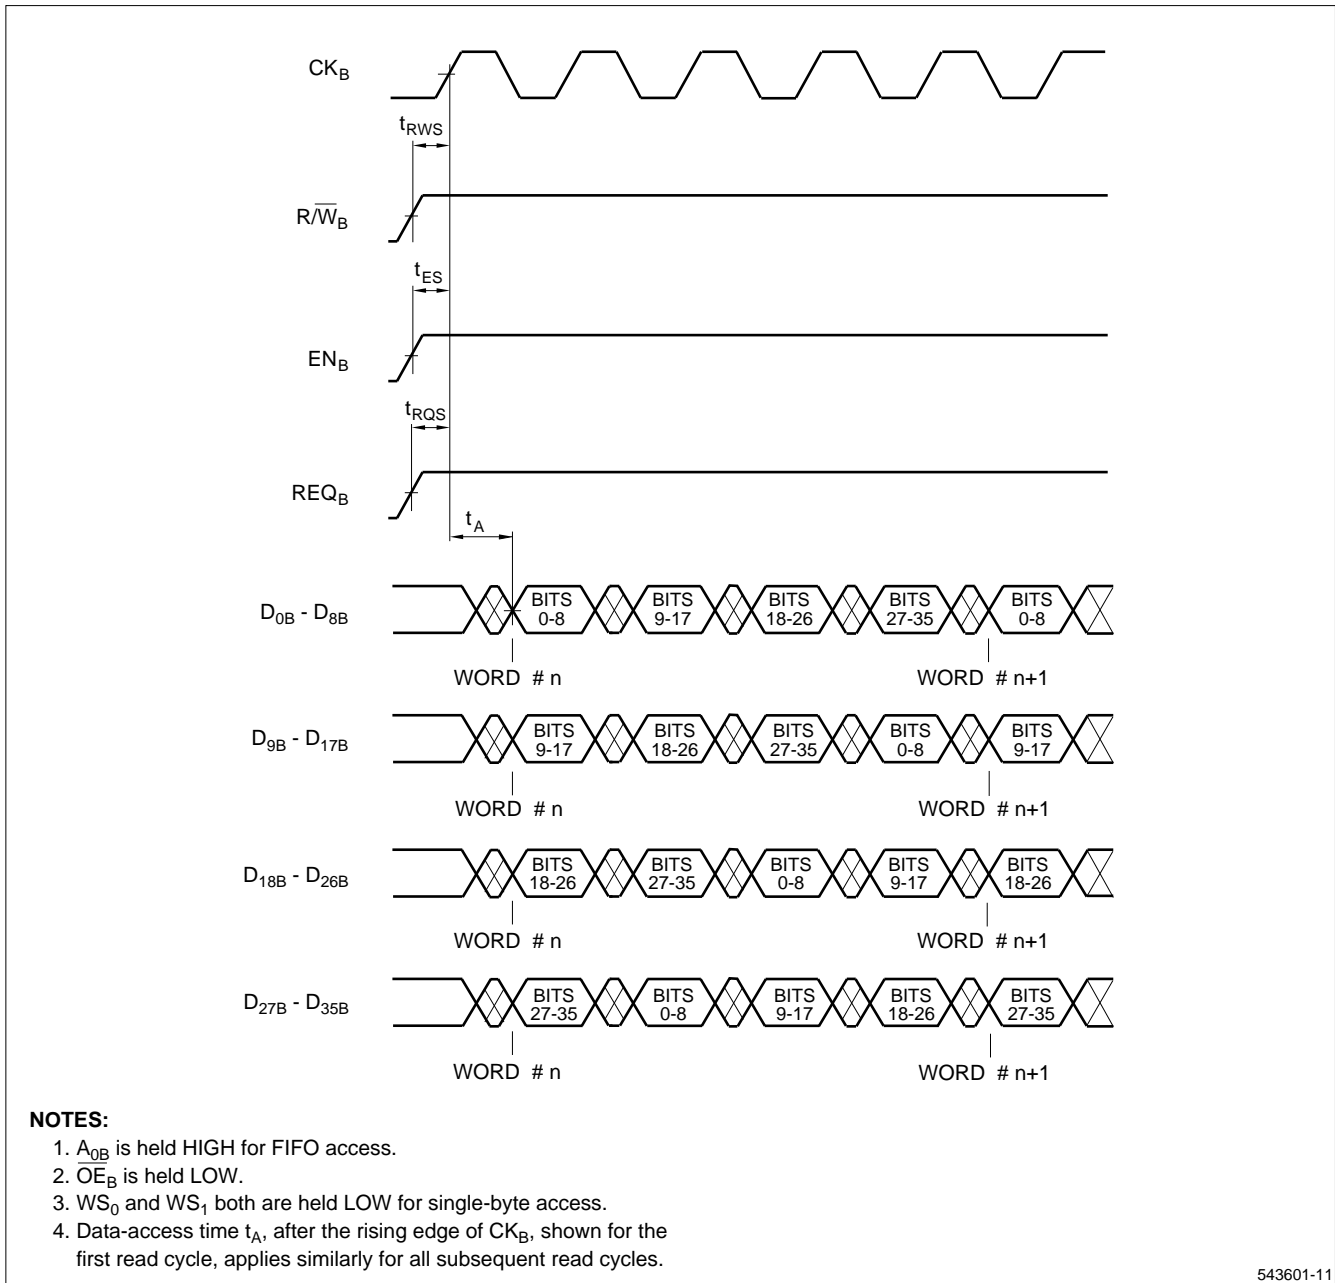 CKB
tRWS
R/W̅B
tES
ENB
tRQS
REQB
tA
D0B - D8B
BITS 0-8
BITS 9-17
BITS 18-26
BITS 27-35
BITS 0-8
WORD # n
WORD # n+1
D9B - D17B
BITS 9-17
BITS 18-26
BITS 27-35
BITS 0-8
BITS 9-17
WORD # n
WORD # n+1
D18B - D26B
BITS 18-26
BITS 27-35
BITS 0-8
BITS 9-17
BITS 18-26
WORD # n
WORD # n+1
D27B - D35B
BITS 27-35
BITS 0-8
BITS 9-17
BITS 18-26
BITS 27-35
WORD # n
WORD # n+1
NOTES:
1. A0B is held HIGH for FIFO access.
2. O̅E̅B is held LOW.
3. WS0 and WS1 both are held LOW for single-byte access.
4. Data-access time tA, after the rising edge of CKB, shown for the
first read cycle, applies similarly for all subsequent read cycles.
543601-11